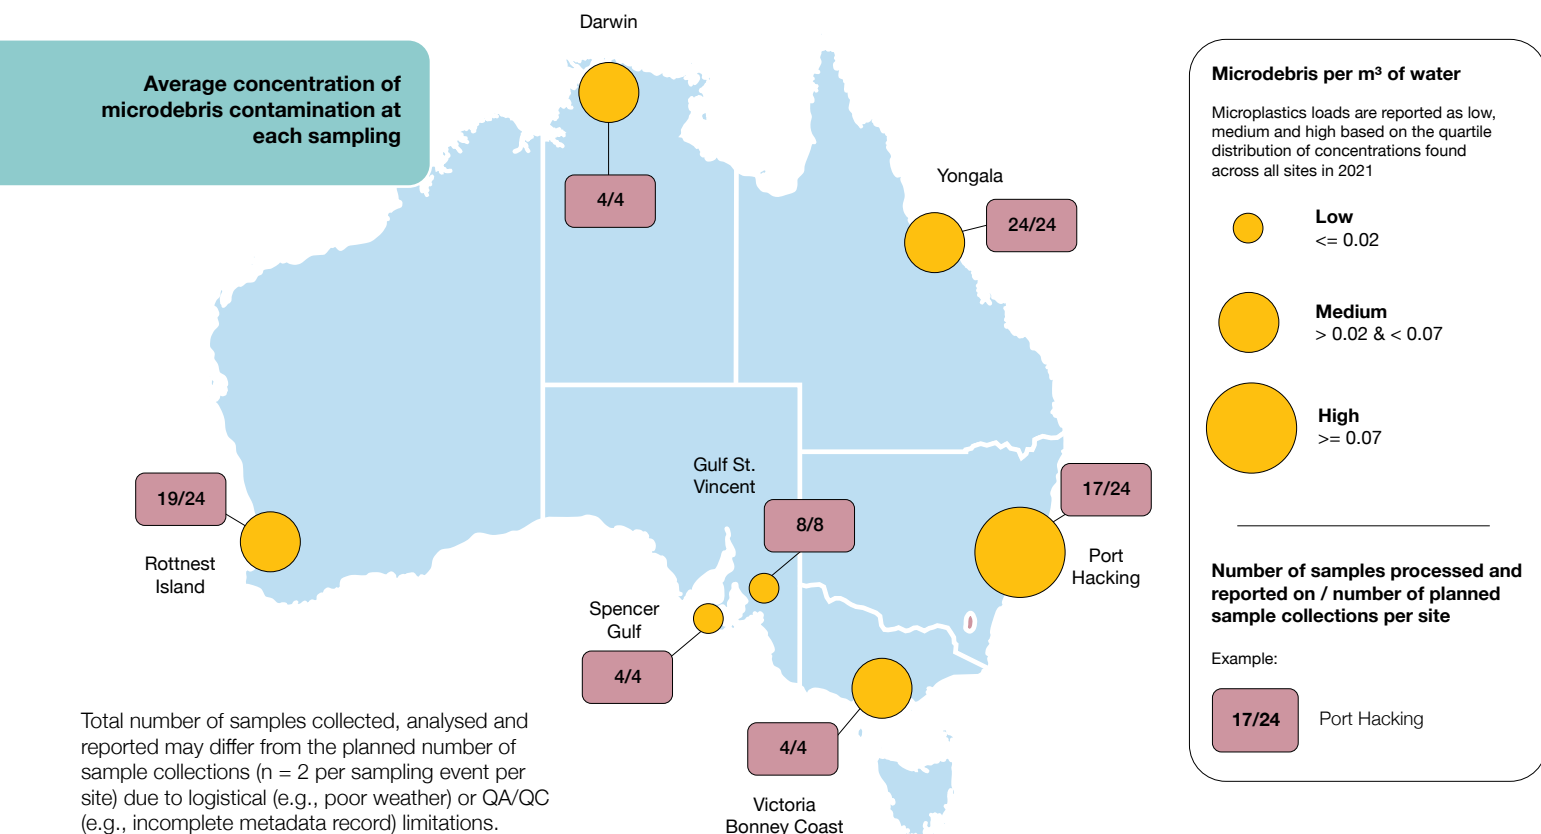 Darwin
Average concentration of
microdebris contamination at
each sampling
4/4
Yongala
24/24
Gulf St.
Vincent
8/8
19/24
Rottnest
Island
17/24
Port
Hacking
Spencer
Gulf
4/4
4/4
Victoria
Bonney Coast
Total number of samples collected, analysed and
reported may differ from the planned number of
sample collections (n = 2 per sampling event per
site) due to logistical (e.g., poor weather) or QA/QC
(e.g., incomplete metadata record) limitations.
Microdebris per m³ of water
Microplastics loads are reported as low,
medium and high based on the quartile
distribution of concentrations found
across all sites in 2021
Low
<= 0.02
Medium
> 0.02 & < 0.07
High
>= 0.07
Number of samples processed and
reported on / number of planned
sample collections per site
Example:
17/24 Port Hacking